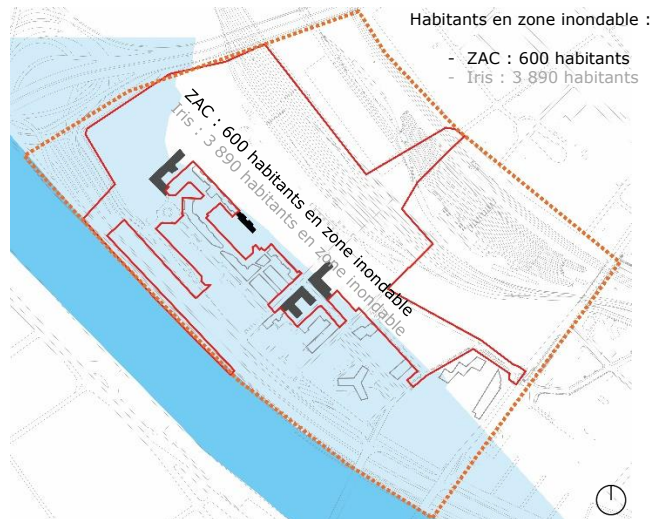 Habitants en zone inondable :
- ZAC : 600 habitants
- Iris : 3 890 habitants
ZAC : 600 habitants en zone inondable
Iris : 3 890 habitants en zone inondable